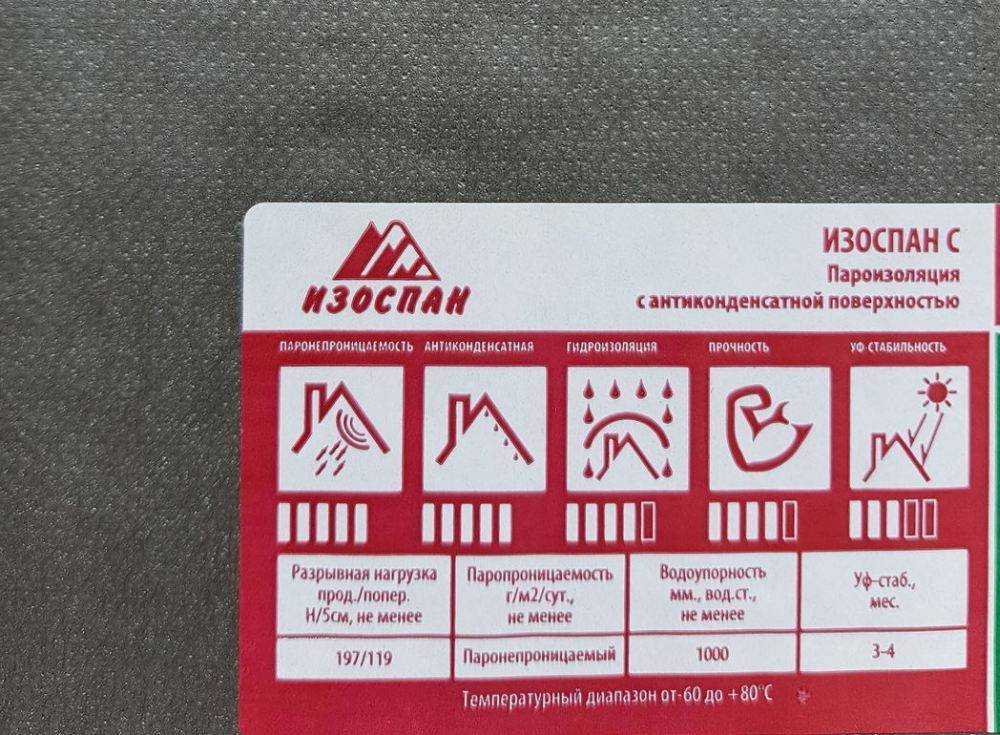 ИЗОСПАН
ИЗОСПАН С
Пароизоляция
с антиконденсатной поверхностью
ПАРОНЕПРОНИЦАЕМОСТЬ АНТИКОНДЕНСАТНАЯ ГИДРОИЗОЛЯЦИЯ ПРОЧНОСТЬ УФ-СТАБИЛЬНОСТЬ
Разрывная нагрузка
прод./попер.
Н/5см, не менее
Паропроницаемость
г/м2/сут.,
не менее
Водоупорность
мм., вод.ст.,
не менее
Уф-стаб.,
мес.
197/119
Паронепроницаемый
1000
3-4
Температурный диапазон от-60 до +80°С